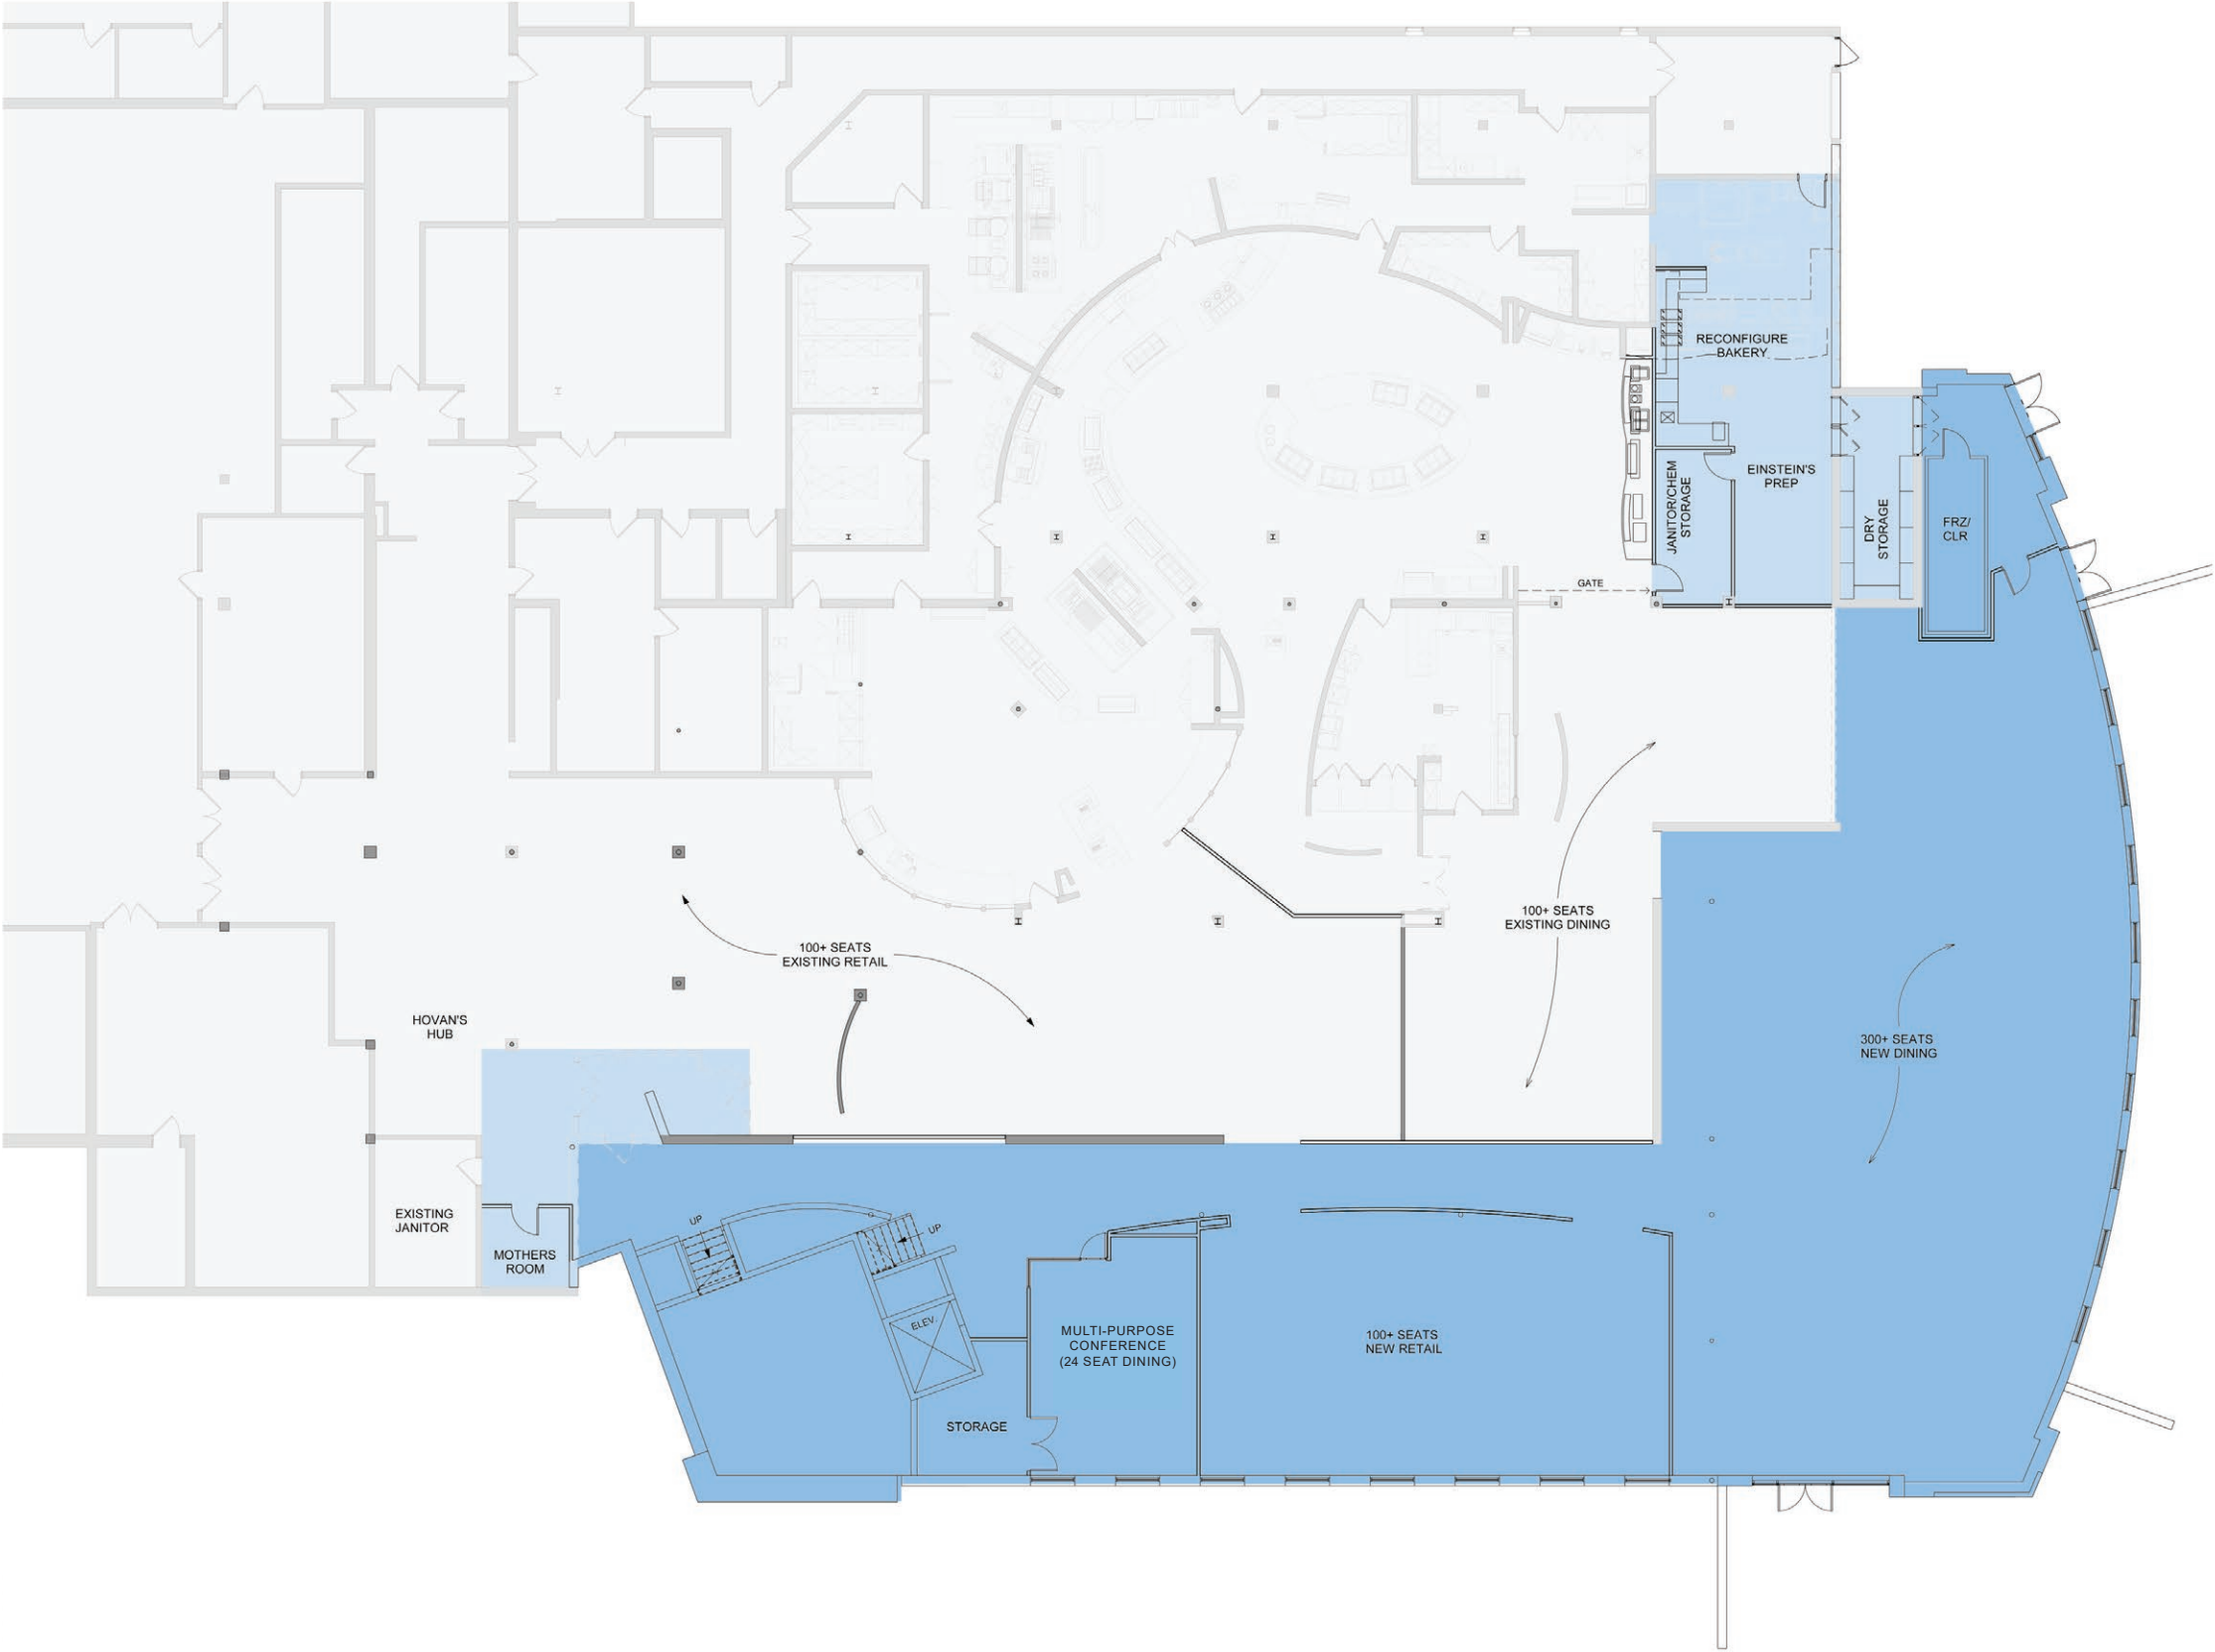 RECONFIGURE
BAKERY
JANITOR/CHEM
STORAGE
EINSTEIN'S
PREP
DRY
STORAGE
FRZ/
CLR
GATE
100+ SEATS
EXISTING DINING
100+ SEATS
EXISTING RETAIL
HOVAN'S
HUB
300+ SEATS
NEW DINING
EXISTING
JANITOR
MOTHERS
ROOM
UP
UP
ELEV.
MULTI-PURPOSE
CONFERENCE
(24 SEAT DINING)
100+ SEATS
NEW RETAIL
STORAGE